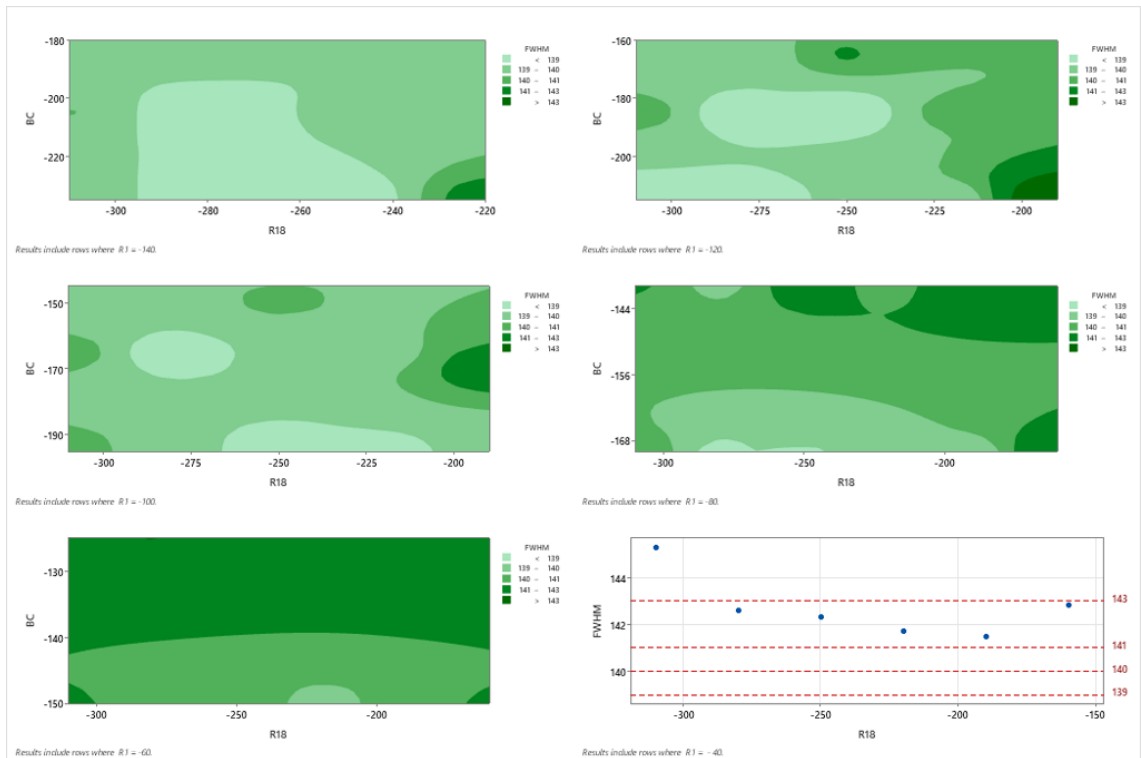 FWHM
< 139
139 – 140
140 – 141
141 – 143
> 143
-180
-200
-220
BC
-300
-280
-260
-240
-220
R18
Results include rows where R1 = -140.
FWHM
< 139
139 – 140
140 – 141
141 – 143
> 143
-160
-180
-200
BC
-300
-275
-250
-225
-200
R18
Results include rows where R1 = -120.
FWHM
< 139
139 – 140
140 – 141
141 – 143
> 143
-150
-170
-190
BC
-300
-275
-250
-225
-200
R18
Results include rows where R1 = -100.
FWHM
< 139
139 – 140
140 – 141
141 – 143
> 143
-144
-156
-168
BC
-300
-250
-200
R18
Results include rows where R1 = -80.
FWHM
< 139
139 – 140
140 – 141
141 – 143
> 143
-130
-140
-150
BC
-300
-250
-200
R18
Results include rows where R1 = -60.
144
142
140
FWHM
143
141
140
139
-300
-250
-200
-150
R18
Results include rows where R1 = - 40.